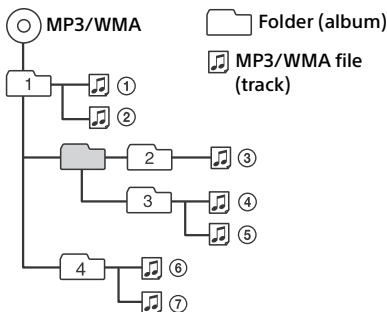 MP3/WMA
Folder (album)
MP3/WMA file
(track)
1
①
②
2
③
3
④
⑤
4
⑥
⑦